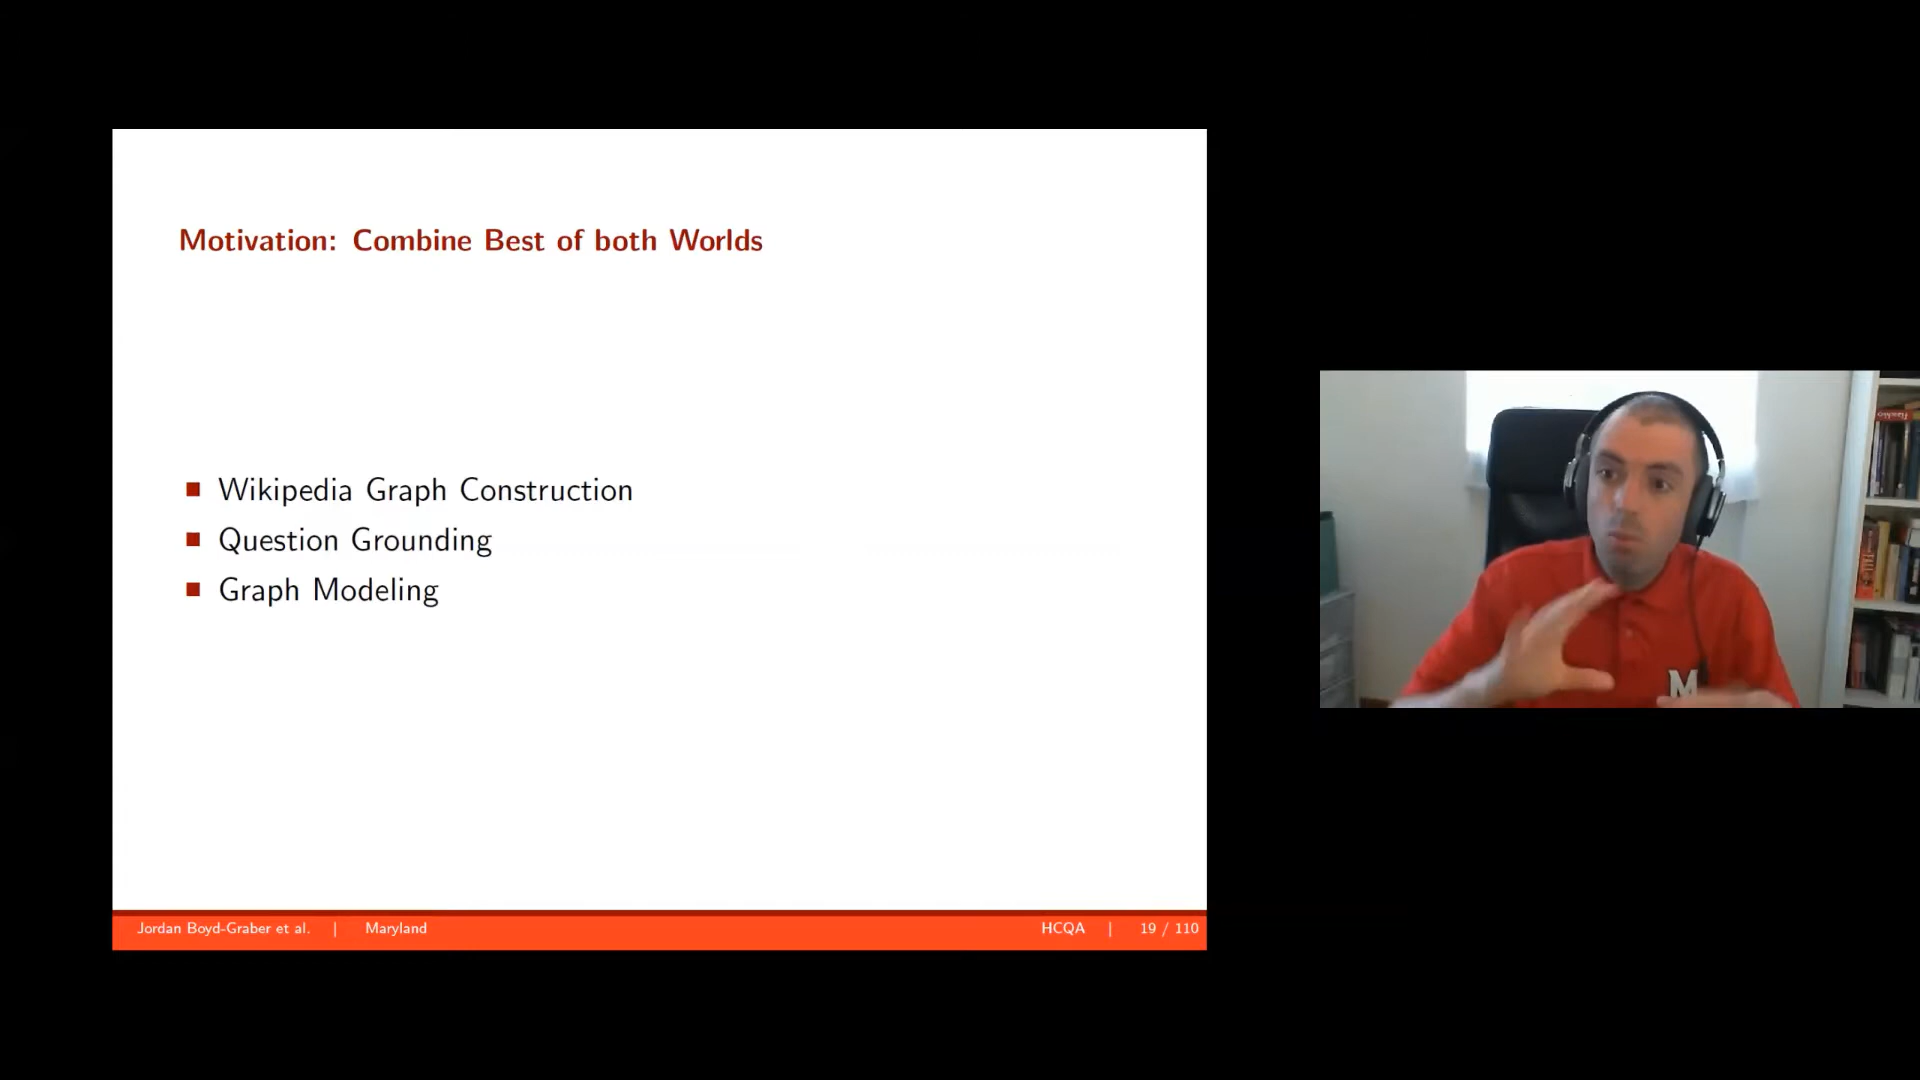 Motivation: Combine Best of both Worlds
Wikipedia Graph Construction
Question Grounding
Graph Modeling
Jordan Boyd-Graber et al. | Maryland HCQA | 19 / 110
M